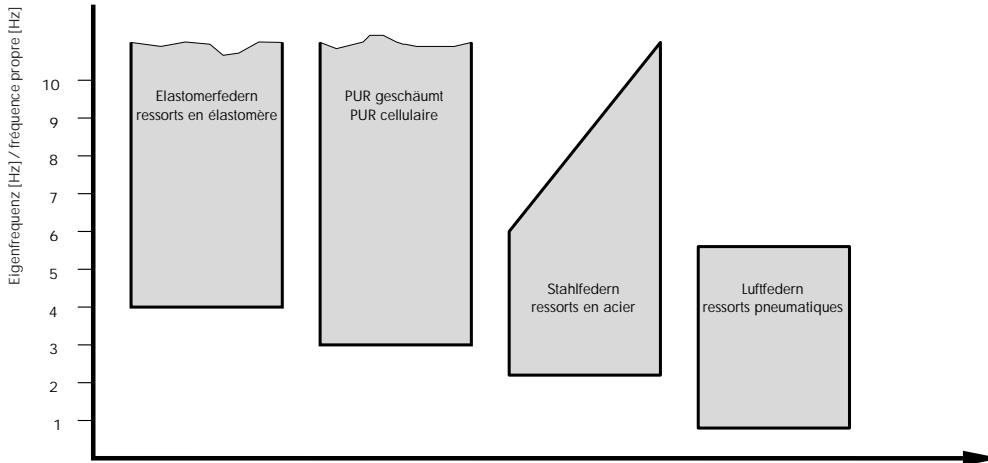 Eigenfrequenz [Hz] / fréquence propre [Hz]
10
9
8
7
6
5
4
3
2
1
Elastomerfedern
ressorts en élastomère
PUR geschäumt
PUR cellulaire
Stahlfedern
ressorts en acier
Luftfedern
ressorts pneumatiques